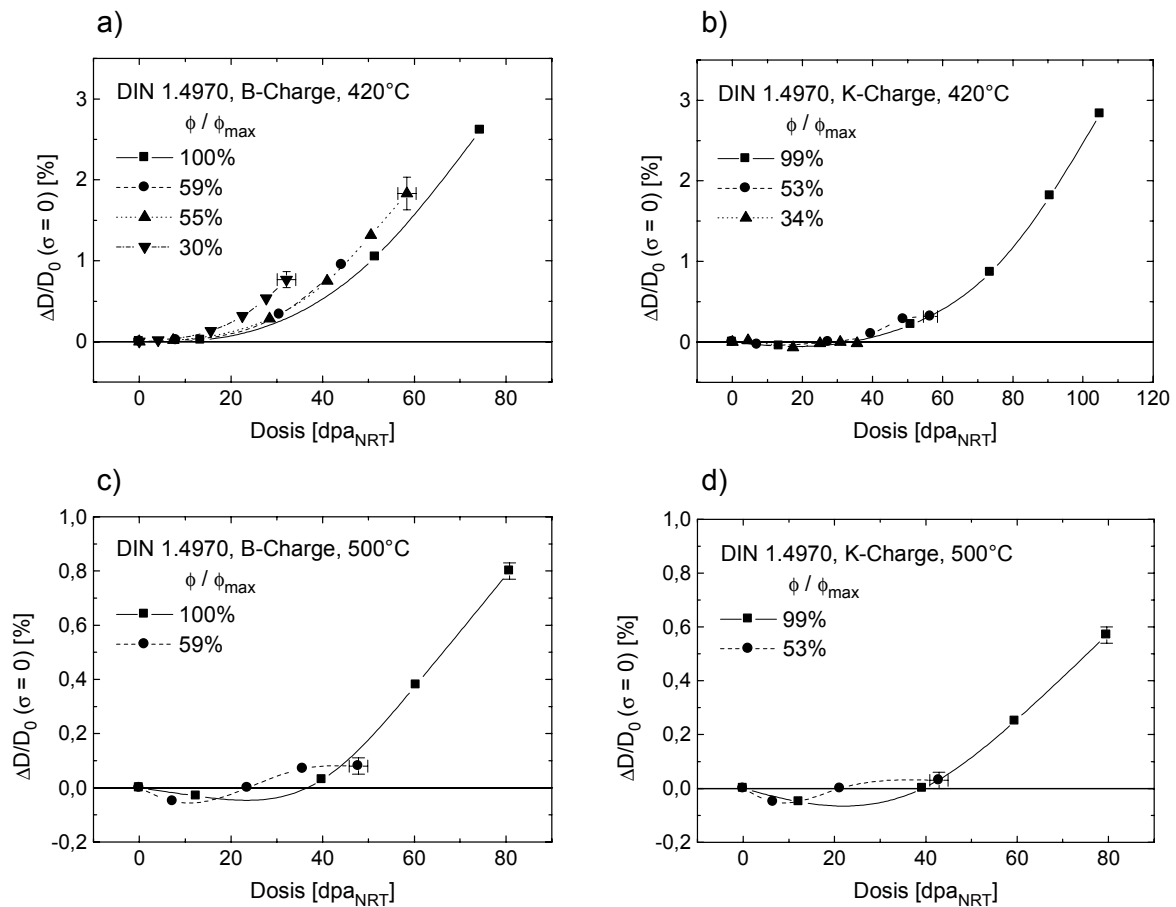 a)
3
2
1
0
0
20
40
60
80
ΔD/D0 (σ = 0) [%]
Dosis [dpaNRT]
DIN 1.4970, B-Charge, 420°C
ϕ / ϕmax
100%
59%
55%
30%
b)
3
2
1
0
0
20
40
60
80
100
120
ΔD/D0 (σ = 0) [%]
Dosis [dpaNRT]
DIN 1.4970, K-Charge, 420°C
ϕ / ϕmax
99%
53%
34%
c)
1,0
0,8
0,6
0,4
0,2
0,0
-0,2
0
20
40
60
80
ΔD/D0 (σ = 0) [%]
Dosis [dpaNRT]
DIN 1.4970, B-Charge, 500°C
ϕ / ϕmax
100%
59%
d)
1,0
0,8
0,6
0,4
0,2
0,0
-0,2
0
20
40
60
80
ΔD/D0 (σ = 0) [%]
Dosis [dpaNRT]
DIN 1.4970, K-Charge, 500°C
ϕ / ϕmax
99%
53%